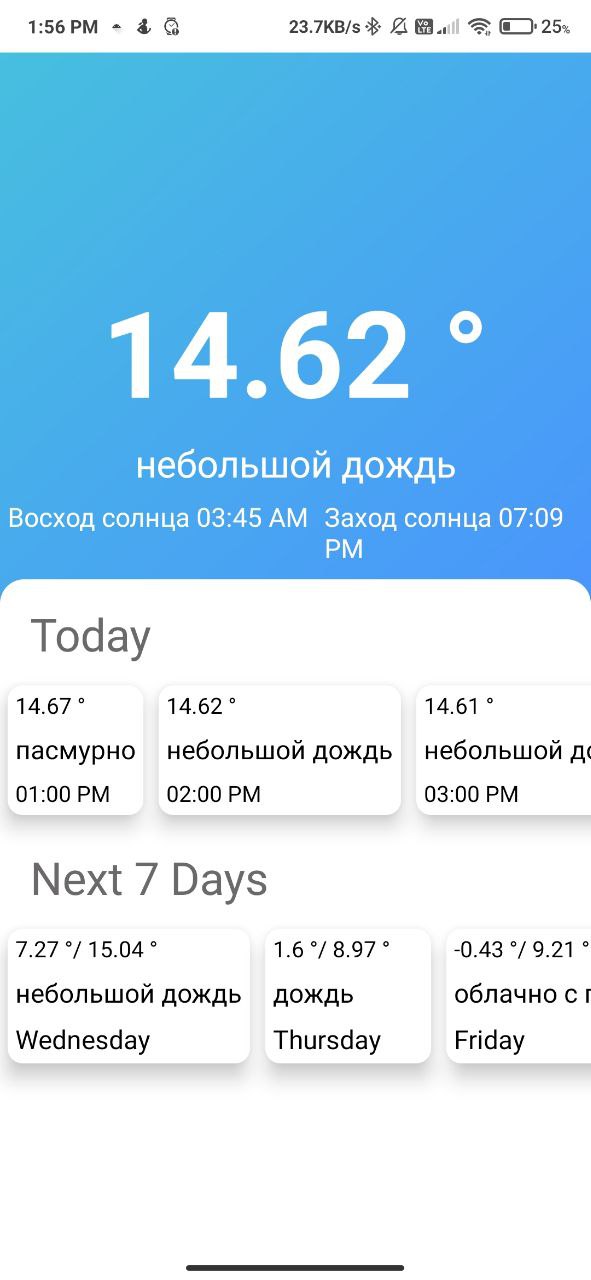 1:56 PM 23.7KB/s Vo LTE 25%
14.62 °
небольшой дождь
Восход солнца 03:45 AM Заход солнца 07:09
PM
Today
14.67 ° 14.62 ° 14.61 °
пасмурно небольшой дождь небольшой
01:00 PM 02:00 PM 03:00 PM
Next 7 Days
7.27 °/ 15.04 ° 1.6 °/ 8.97 ° -0.43 °/ 9.21 °
небольшой дождь дождь облачно с
Wednesday Thursday Friday